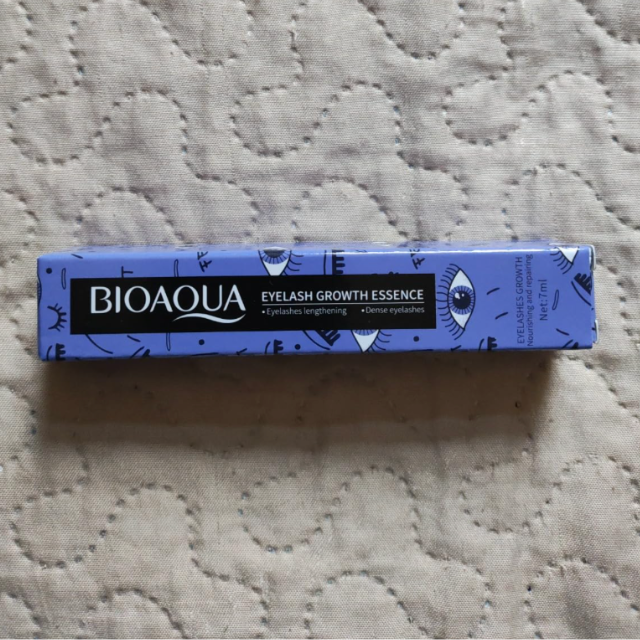 BIOAQUA
EYELASH GROWTH ESSENCE
• Eyelashes lengthening • Dense eyelashes
EYELASHES GROWTH
Nourishing and repairing
Net:7ml